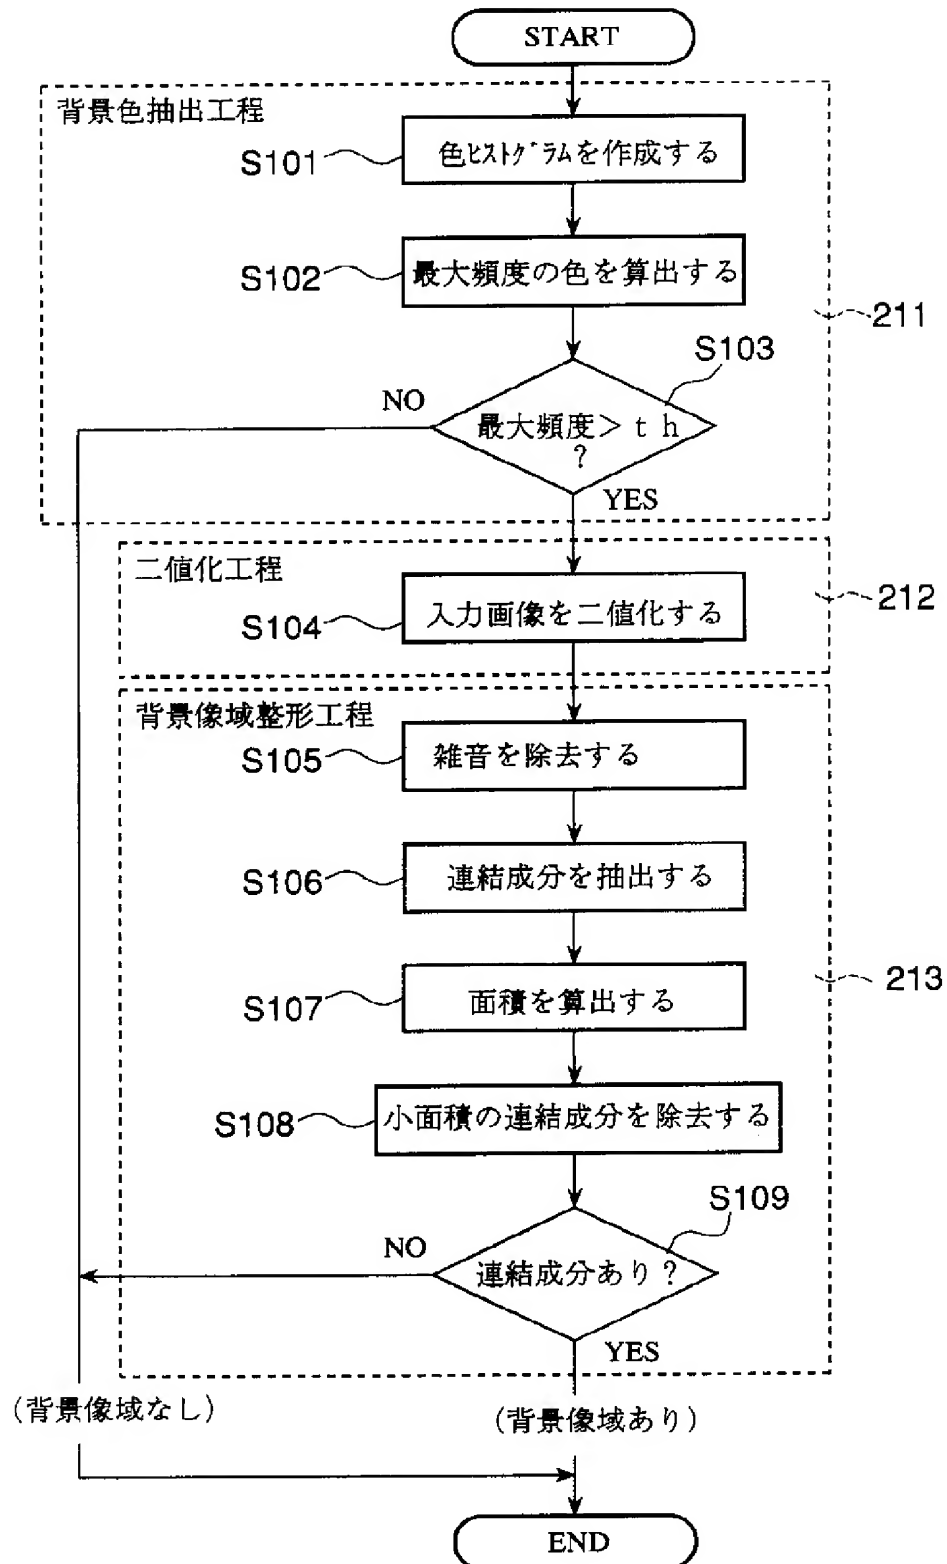 START
背景色抽出工程
S101
色ヒストグラムを作成する
S102
最大頻度の色を算出する
211
S103
NO
最大頻度>th
?
YES
二値化工程
212
S104
入力画像を二値化する
背景像域整形工程
S105
雑音を除去する
S106
連結成分を抽出する
213
S107
面積を算出する
S108
小面積の連結成分を除去する
S109
NO
連結成分あり?
YES
(背景像域なし)
(背景像域あり)
END